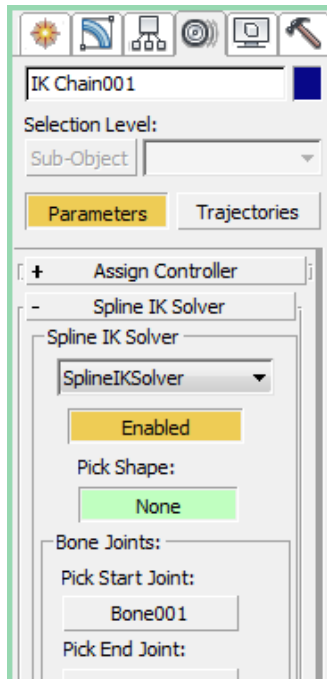 IK Chain001
Selection Level:
Sub-Object
Parameters Trajectories
+ Assign Controller
- Spline IK Solver
Spline IK Solver
SplineIKSolver
Enabled
Pick Shape:
None
Bone Joints:
Pick Start Joint:
Bone001
Pick End Joint: